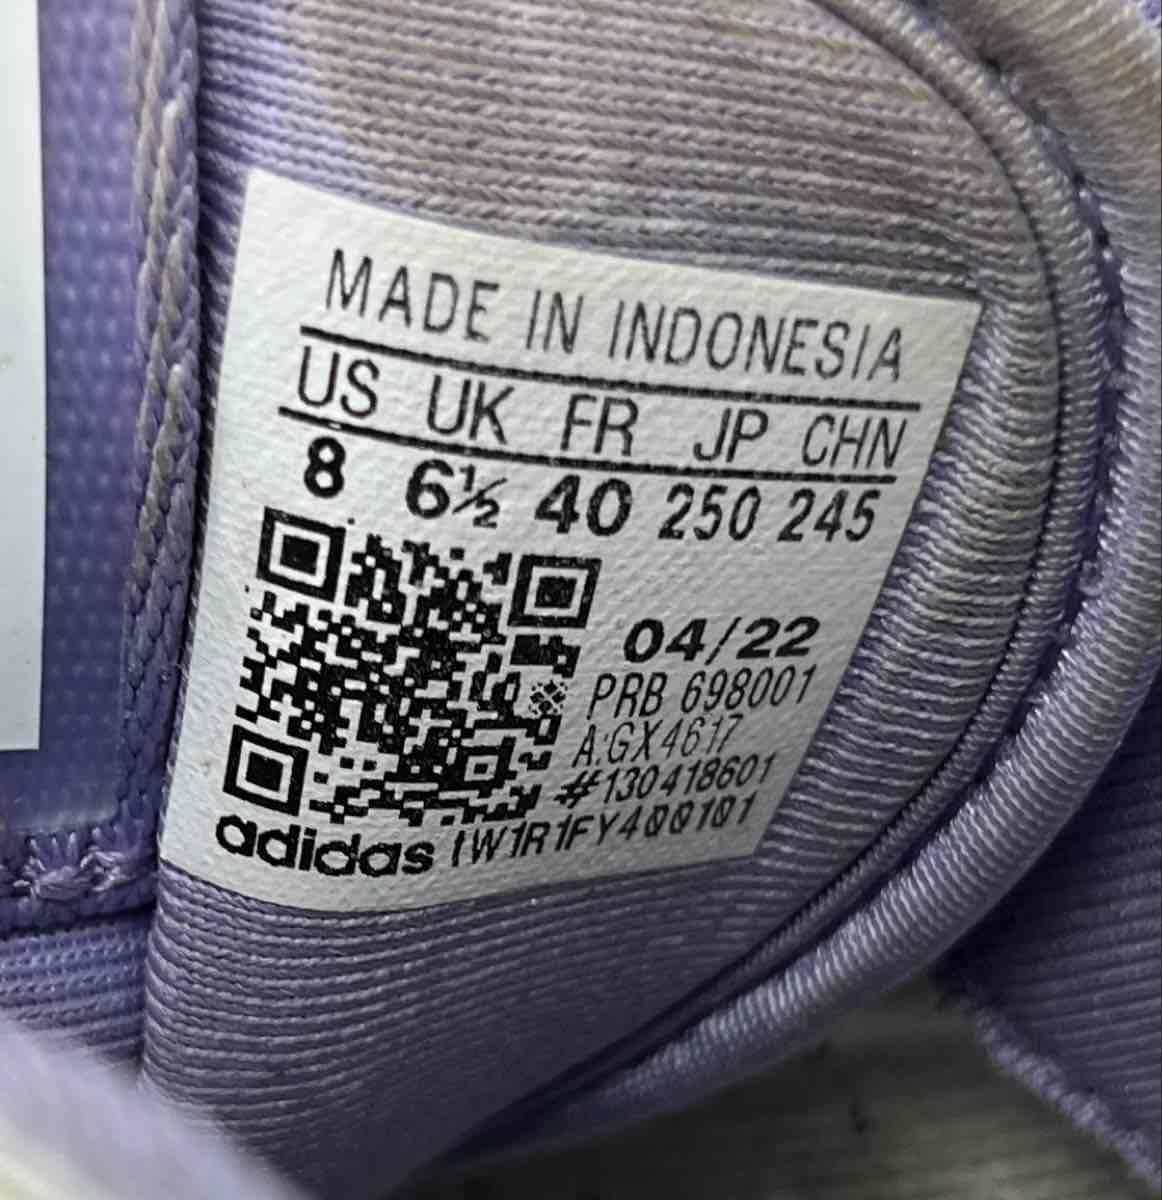 MADE IN INDONESIA
US UK FR JP CHN
8 6½ 40 250 245
04/22
PRB 698001
A:GX4617
#130418601
adidas IW1R1FY400101